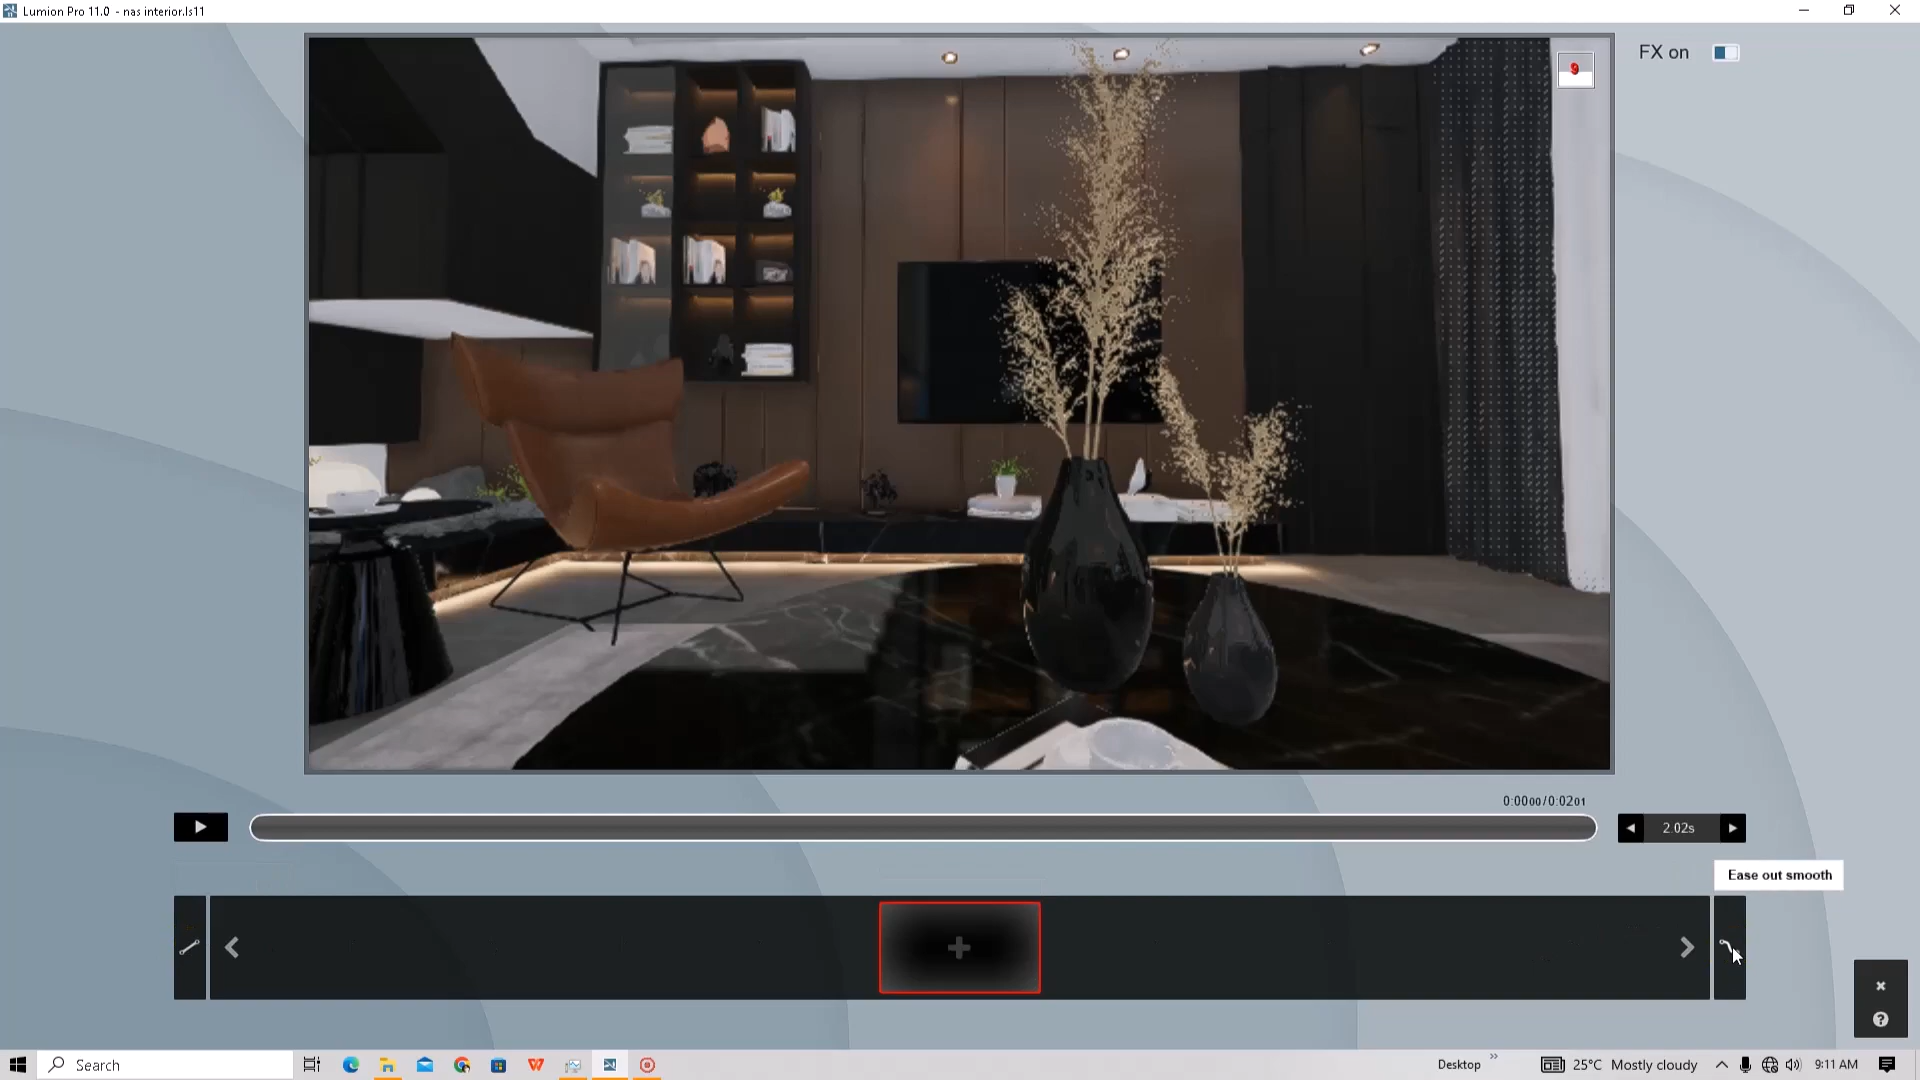 Lumion Pro 11.0 - nas interior.ls11
FX on
9
0:0000/0:0201
2.02s
Ease out smooth
Search
Desktop
25°C Mostly cloudy
9:11 AM